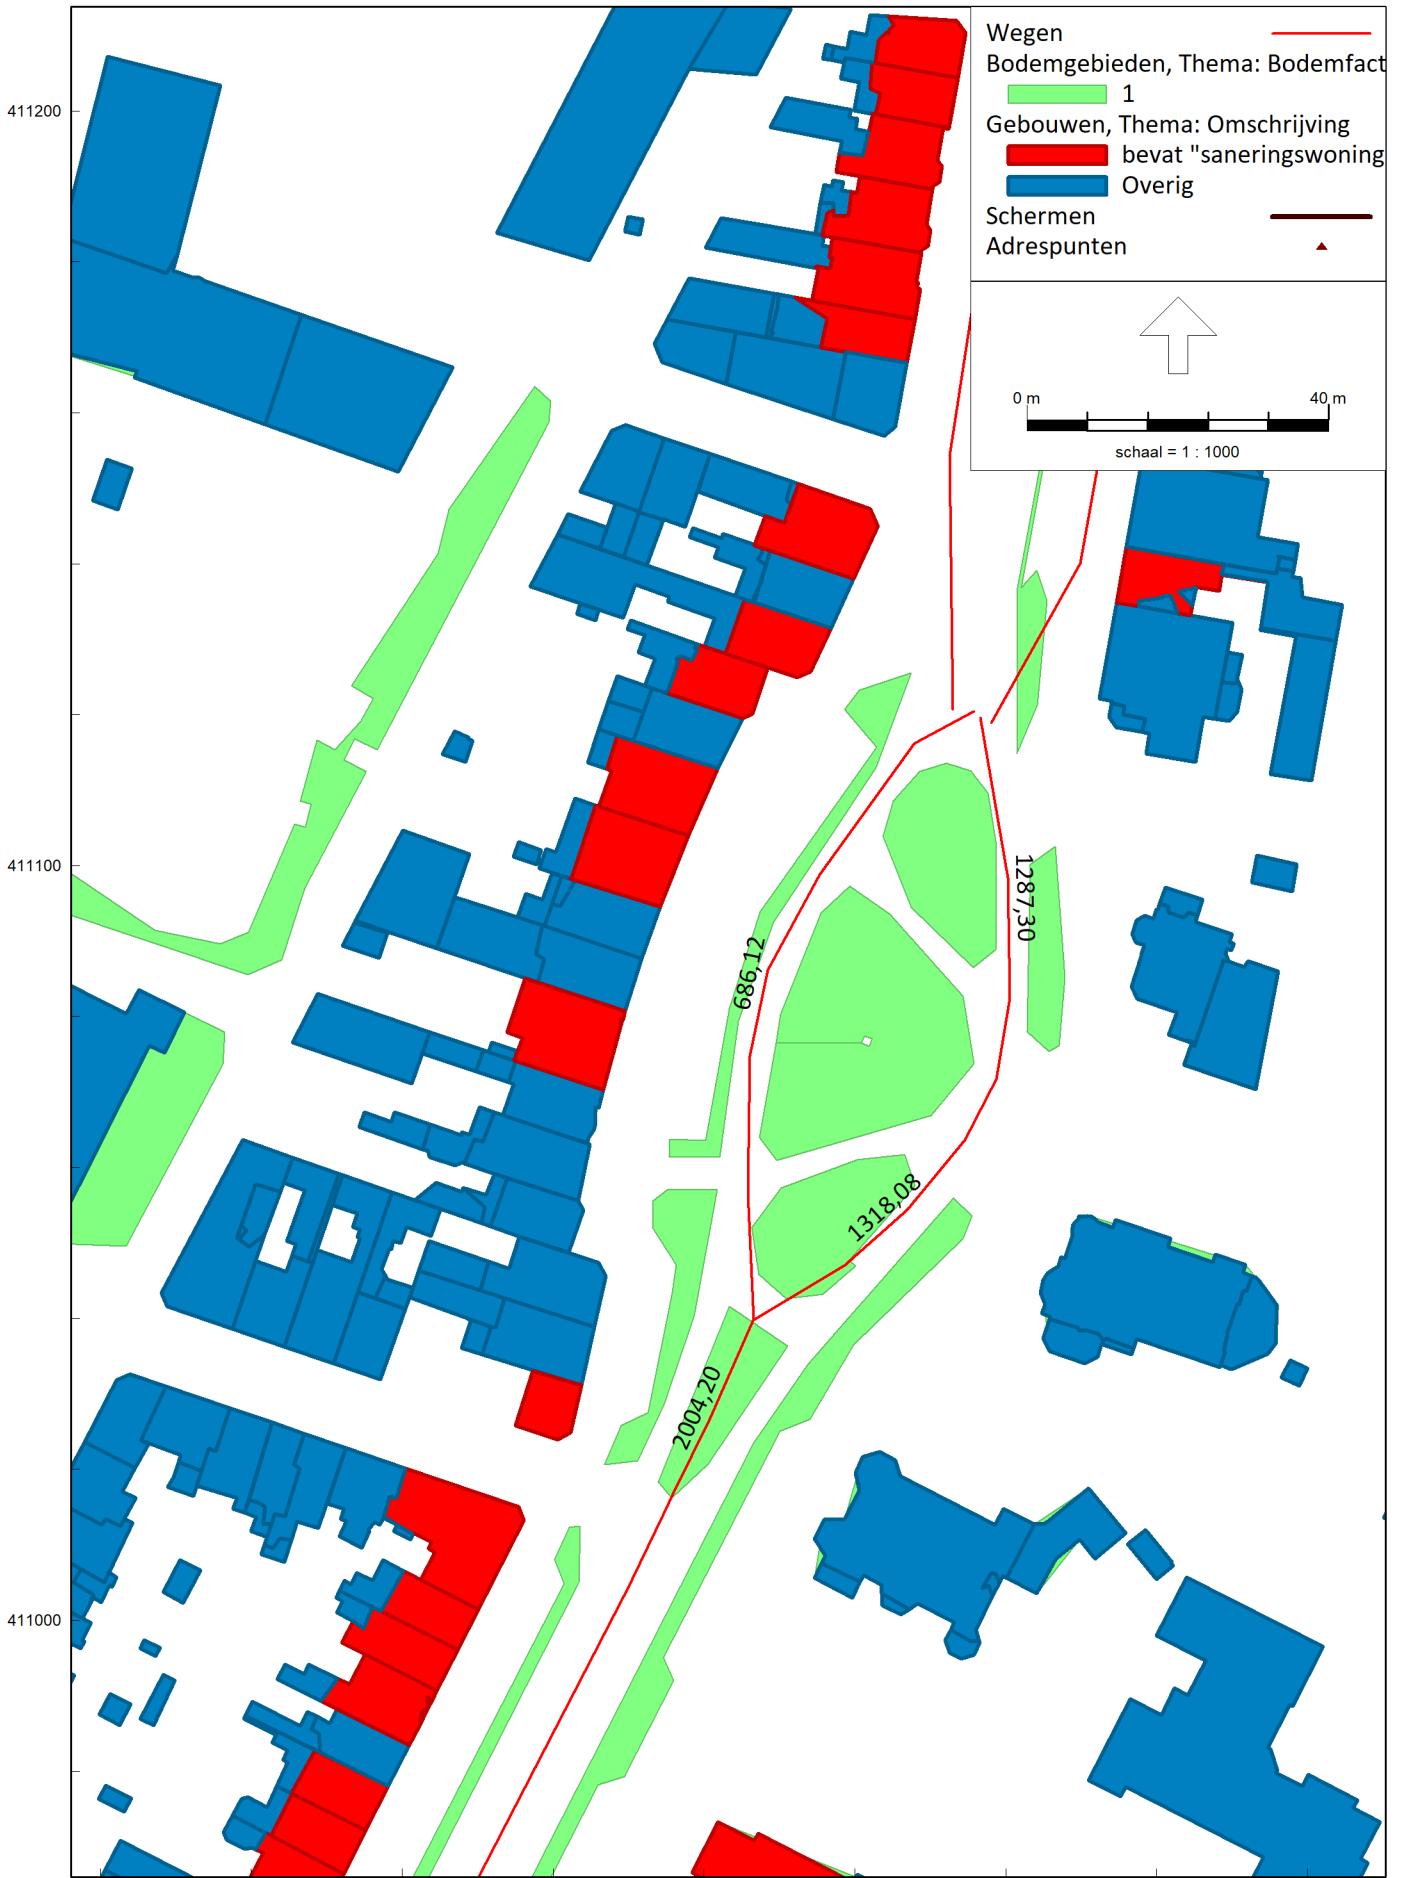 Wegen
Bodemgebieden, Thema: Bodemfact
1
Gebouwen, Thema: Omschrijving
bevat "saneringswoning
Overig
Schermen
Adrespunten
0 m 40 m
schaal = 1 : 1000
411200
411100
411000
1287,30
686,12
1318,08
2004,20